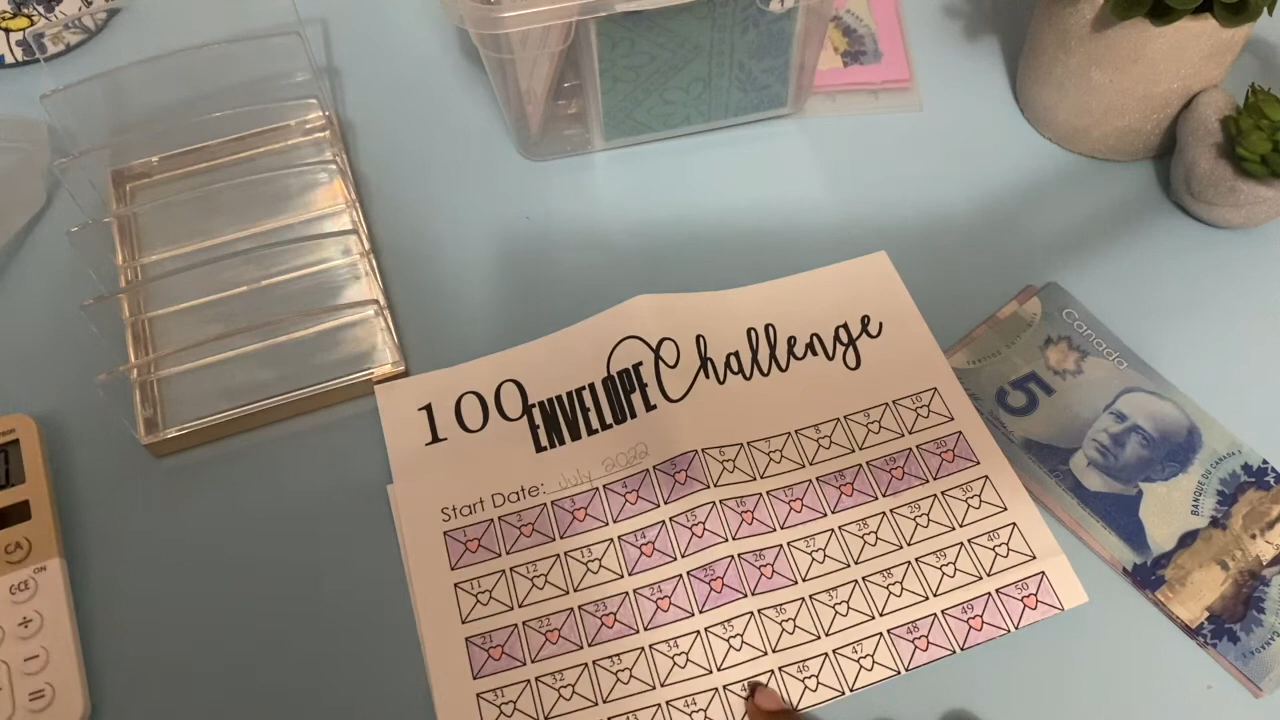 100 ENVELOPE Challenge
Start Date: July 2022
1 2 3 4 5 6 7 8 9 10
11 12 13 14 15 16 17 18 19 20
21 22 23 24 25 26 27 28 29 30
31 32 33 34 35 36 37 38 39 40
43 44 45 46 47 48 49 50
Canada
5
BANQUE DU CANADA
CA
ON
C·CE
÷
−
=